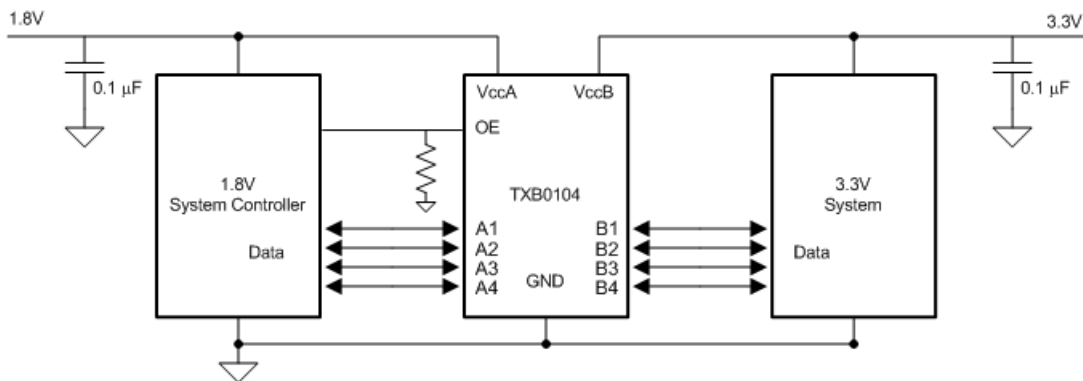 1.8V
3.3V
0.1 μF
0.1 μF
VccA
VccB
OE
1.8V
System Controller
TXB0104
3.3V
System
Data
A1
A2
A3
A4
B1
B2
B3
B4
GND
Data